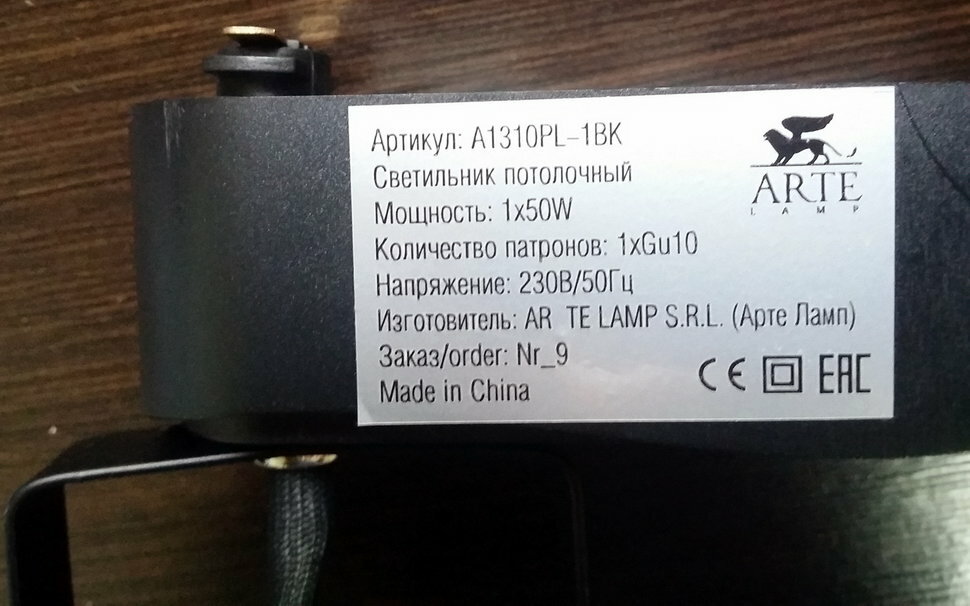 Артикул: A1310PL-1BK
Светильник потолочный
Мощность: 1x50W
Количество патронов: 1xGu10
Напряжение: 230В/50Гц
Изготовитель: AR TE LAMP S.R.L. (Арте Ламп)
Заказ/order: Nr_9
Made in China
ARTE
LAMP
CE EAC